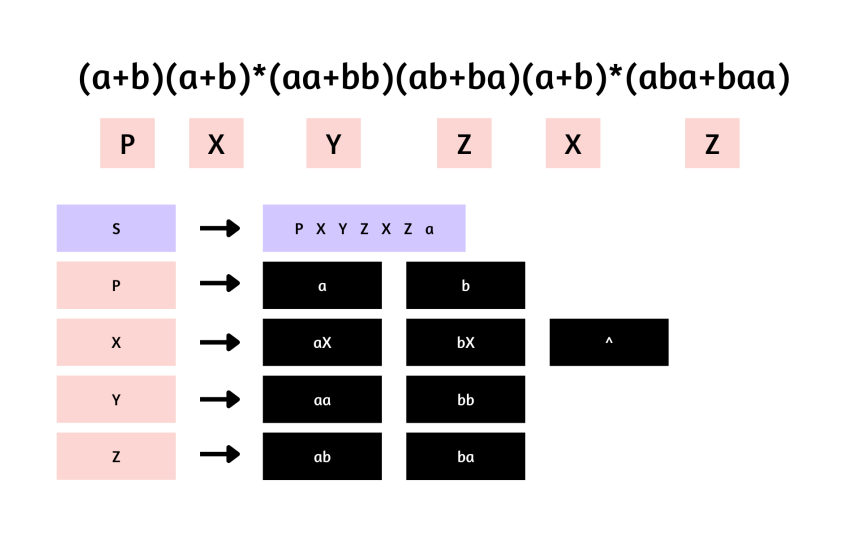 (a+b)(a+b)*(aa+bb)(ab+ba)(a+b)*(aba+baa)
P X Y Z X Z
S P X Y Z X Z a
P a b
X aX bX ^
Y aa bb
Z ab ba